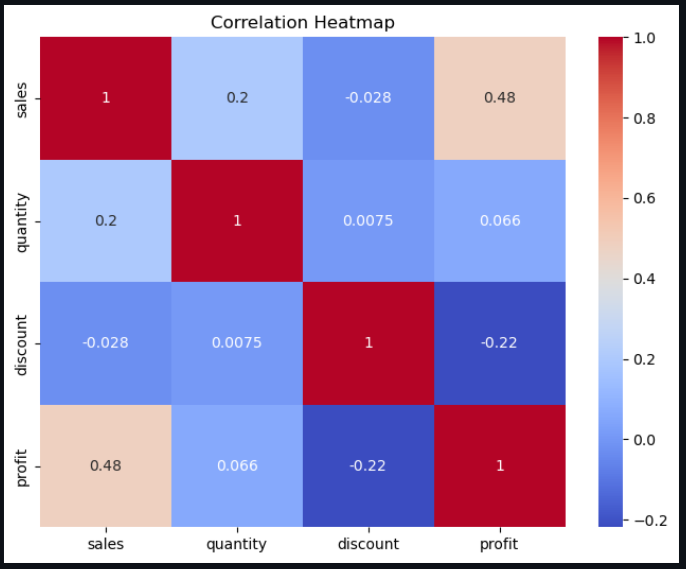 Correlation Heatmap
sales 1 0.2 -0.028 0.48
quantity 0.2 1 0.0075 0.066
discount -0.028 0.0075 1 -0.22
profit 0.48 0.066 -0.22 1
sales quantity discount profit
1.0
0.8
0.6
0.4
0.2
0.0
−0.2